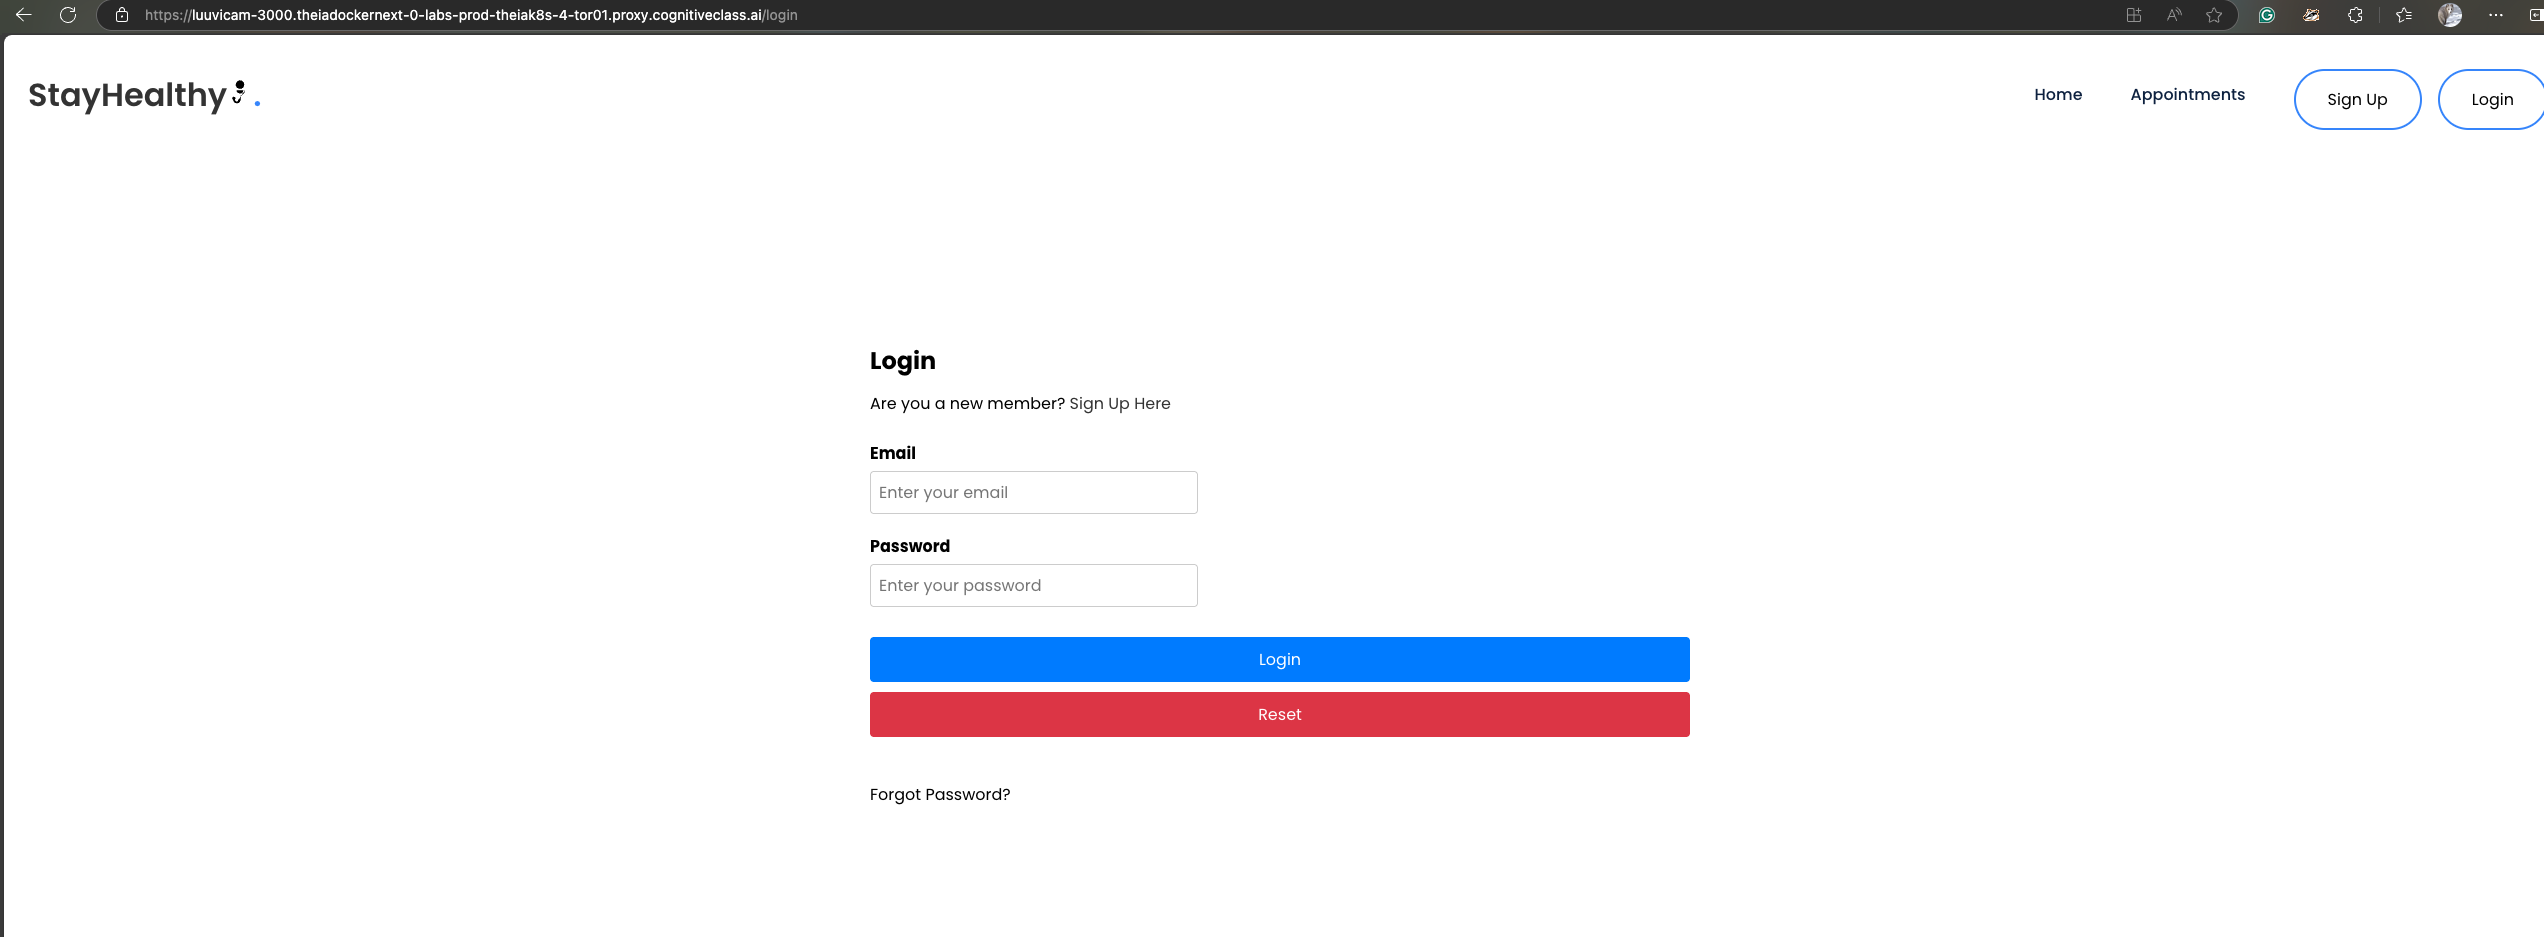 https://luuvicam-3000.theiadockernext-0-labs-prod-theiak8s-4-tor01.proxy.cognitiveclass.ai/login
StayHealthy.
Home
Appointments
Sign Up
Login
Login
Are you a new member? Sign Up Here
Email
Enter your email
Password
Enter your password
Login
Reset
Forgot Password?